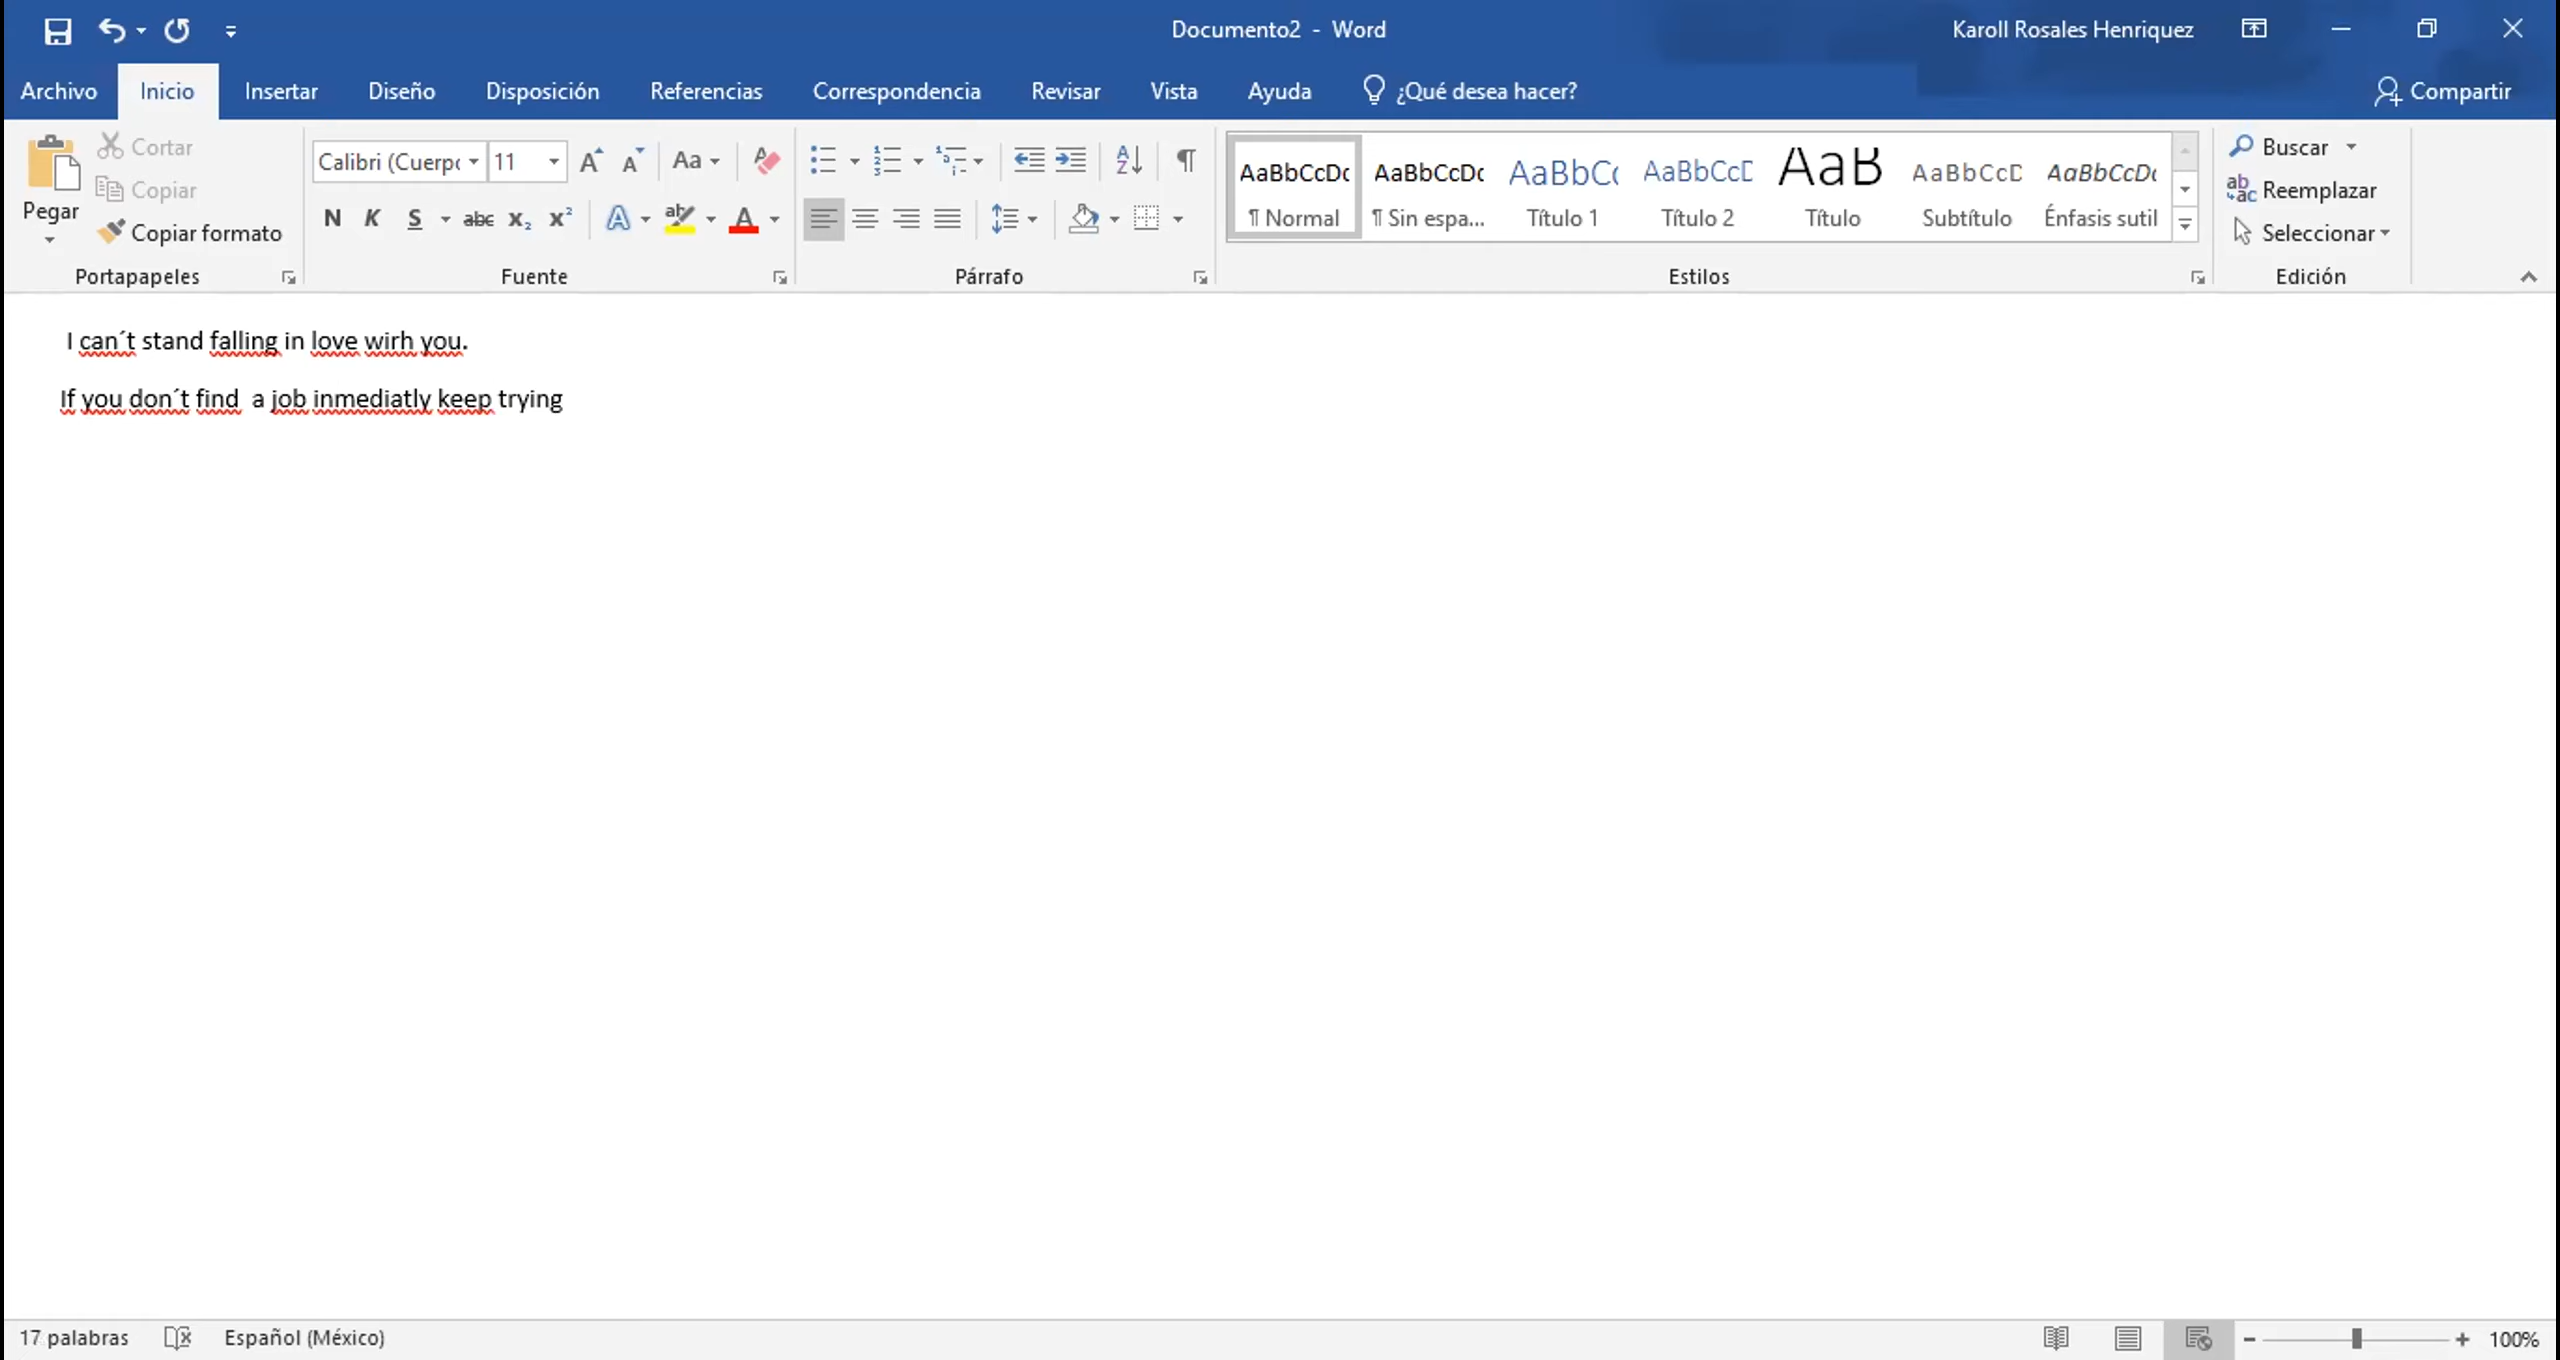 Documento2 - Word
Karoll Rosales Henriquez
Archivo Inicio Insertar Diseño Disposición Referencias Correspondencia Revisar Vista Ayuda ¿Qué desea hacer? Compartir
Pegar
Cortar
Copiar
Copiar formato
Portapapeles
Calibri (Cuerpo 11
N K S abc x₂ x²
Fuente
Párrafo
AaBbCcDc AaBbCcDc AaBbCc AaBbCcD AaB AaBbCcD AaBbCcDc
¶ Normal ¶ Sin espa... Título 1 Título 2 Título Subtítulo Énfasis sutil
Estilos
Buscar
Reemplazar
Seleccionar
Edición
I can´t stand falling in love wirh you.
If you don´t find  a job inmediatly keep trying
17 palabras Español (México) 100%